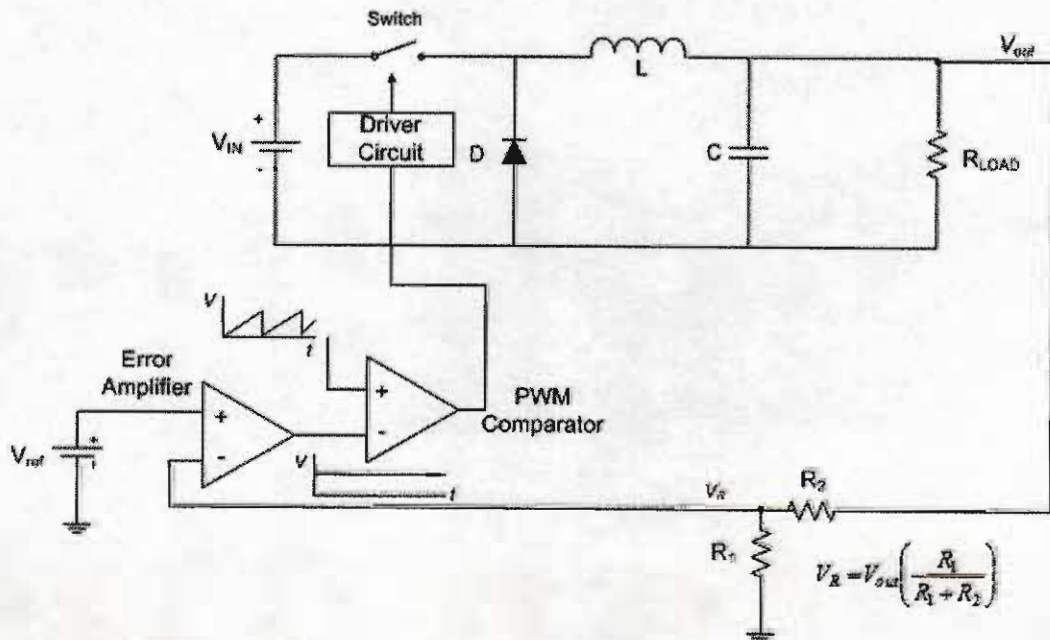 Switch
L
V_out
Driver
Circuit
+
V_IN
-
D
C
R_LOAD
V
t
Error
Amplifier
+
-
+
-
PWM
Comparator
V_ref
+
-
V
t
V_R
R_2
R_1
V_R = V_out ( R_1 / R_1 + R_2 )